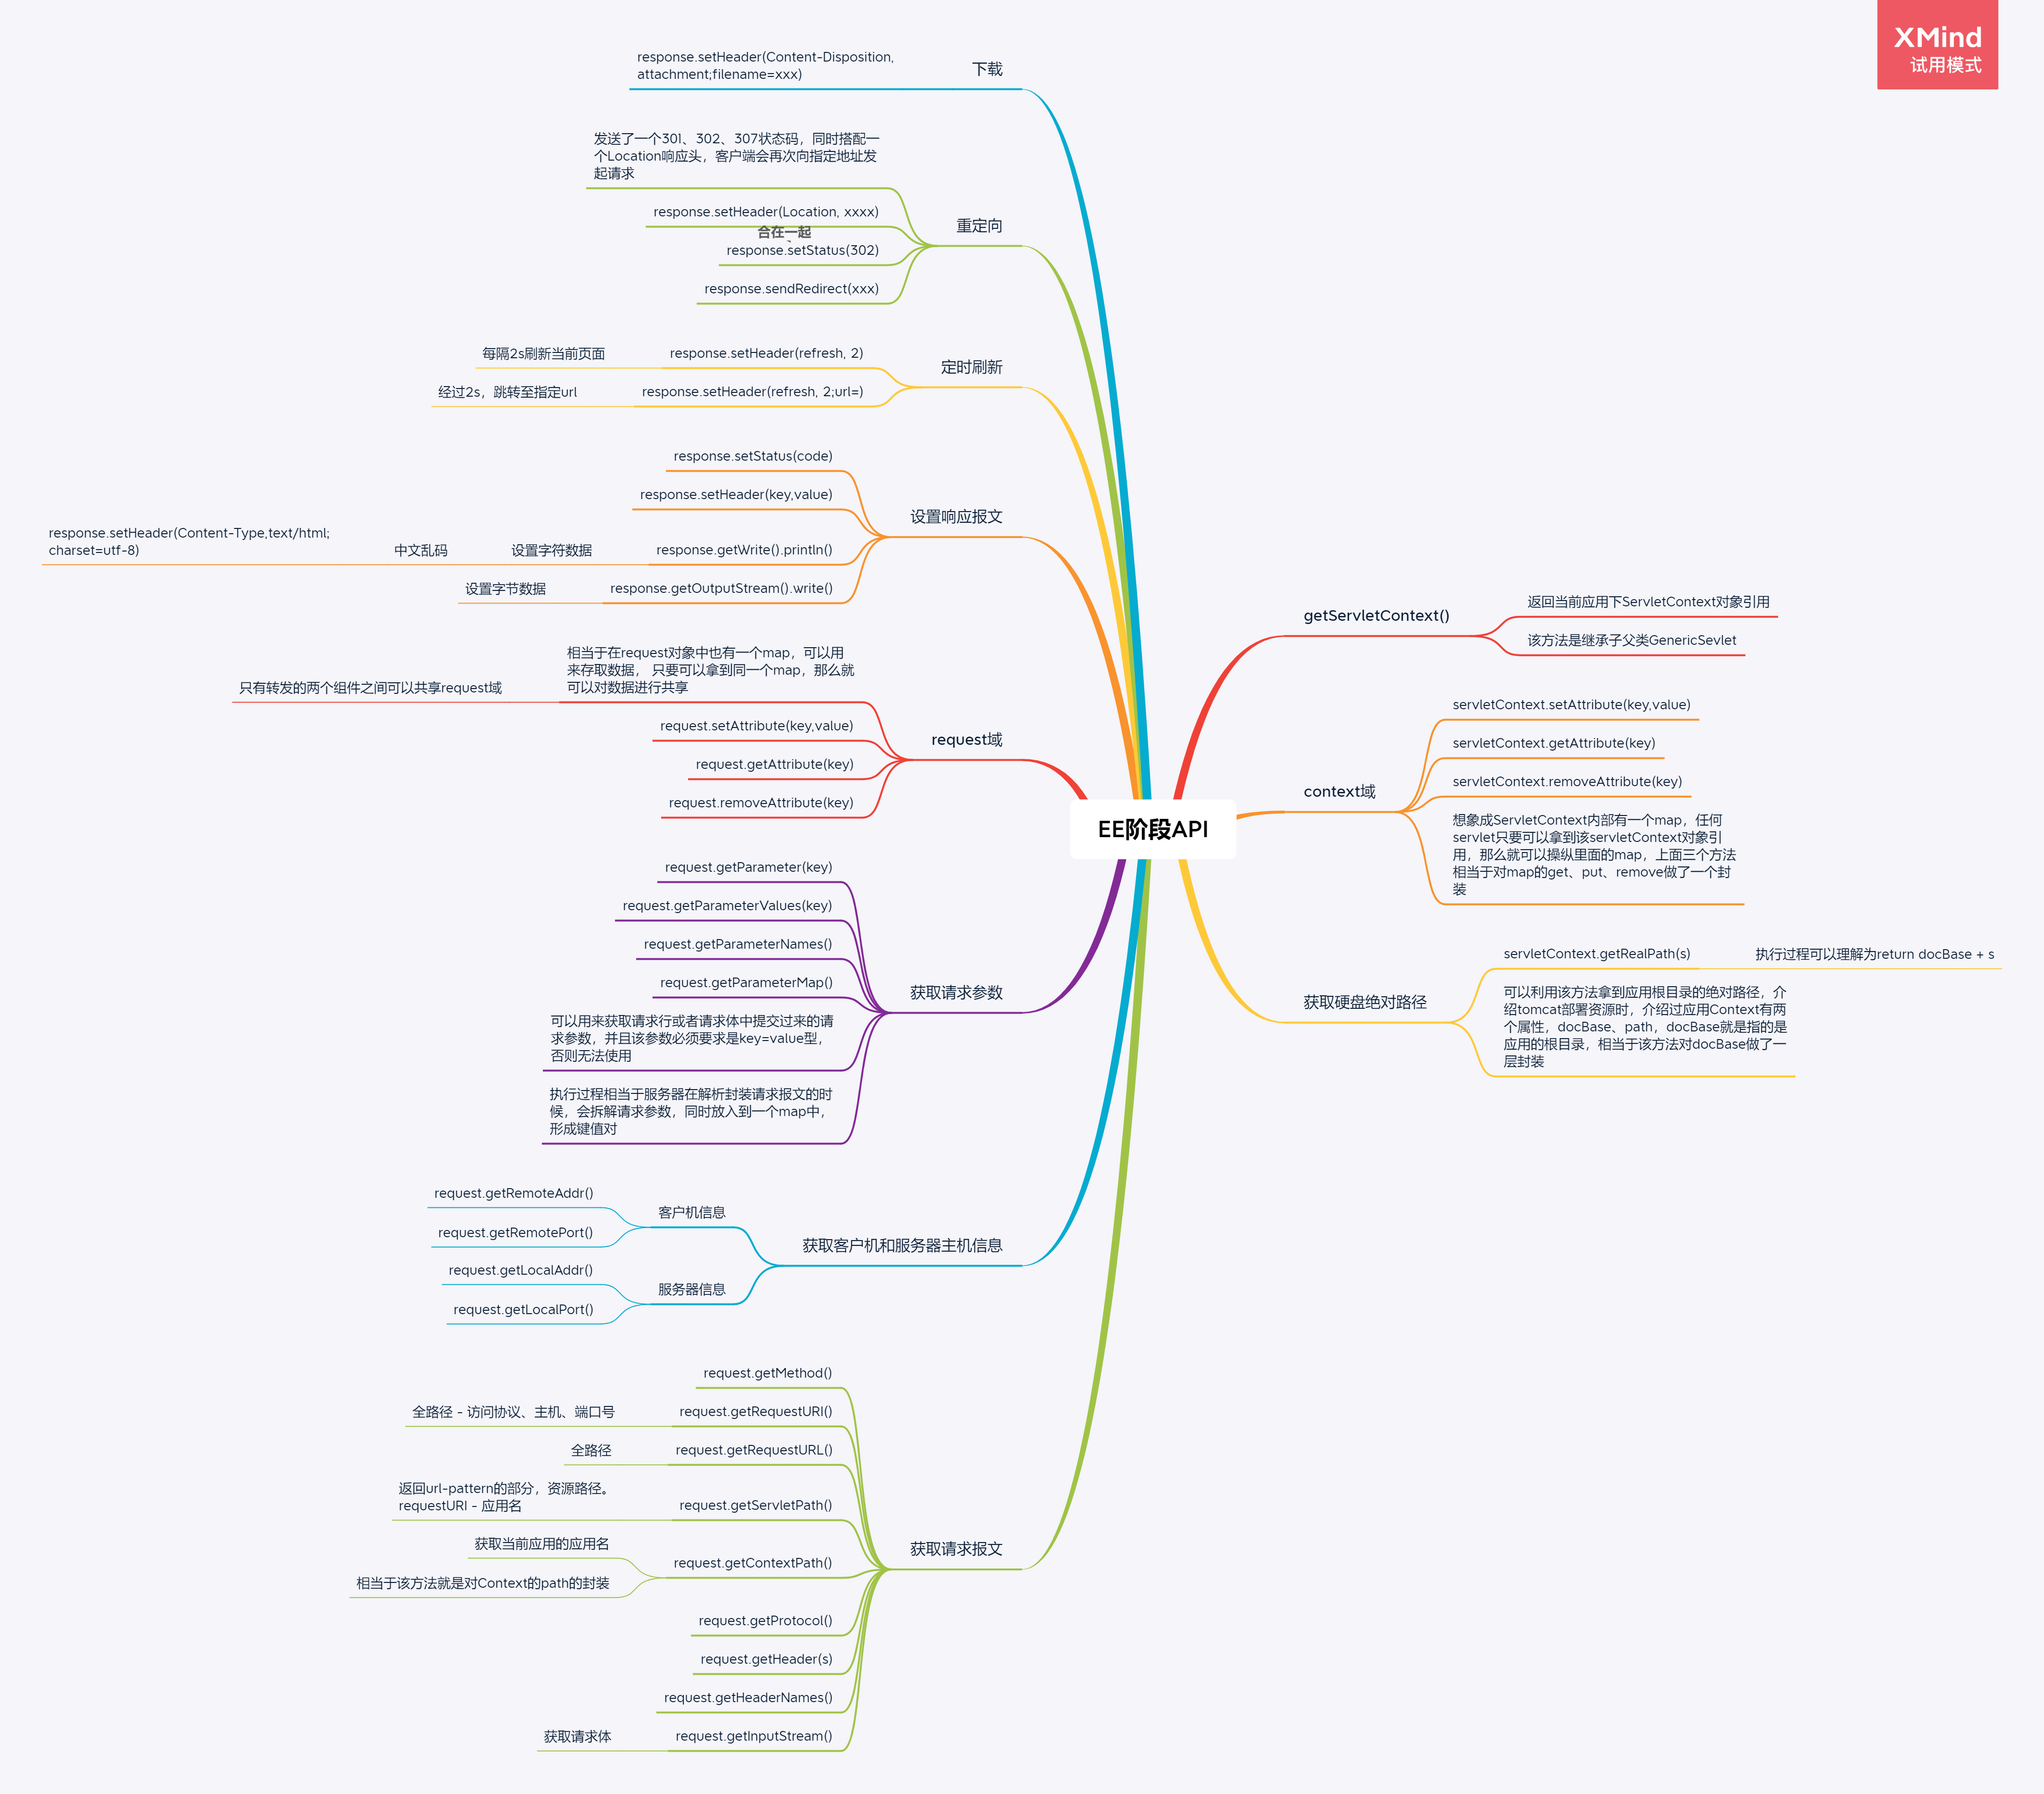 XMind
试用模式
EE阶段API
getServletContext()
返回当前应用下ServletContext对象引用
该方法是继承子父类GenericSevlet
context域
servletContext.setAttribute(key,value)
servletContext.getAttribute(key)
servletContext.removeAttribute(key)
想象成ServletContext内部有一个map，任何
servlet只要可以拿到该servletContext对象引
用，那么就可以操纵里面的map，上面三个方法
相当于对map的get、put、remove做了一个封
装
获取硬盘绝对路径
servletContext.getRealPath(s)
执行过程可以理解为return docBase + s
可以利用该方法拿到应用根目录的绝对路径，介
绍tomcat部署资源时，介绍过应用Context有两
个属性，docBase、path，docBase就是指的是
应用的根目录，相当于该方法对docBase做了一
层封装
下载
response.setHeader(Content-Disposition,
attachment;filename=xxx)
重定向
发送了一个301、302、307状态码，同时搭配一
个Location响应头，客户端会再次向指定地址发
起请求
response.setHeader(Location, xxxx)
合在一起
response.setStatus(302)
response.sendRedirect(xxx)
定时刷新
response.setHeader(refresh, 2)
每隔2s刷新当前页面
response.setHeader(refresh, 2;url=)
经过2s，跳转至指定url
设置响应报文
response.setStatus(code)
response.setHeader(key,value)
response.getWrite().println()
设置字符数据
中文乱码
response.setHeader(Content-Type,text/html;
charset=utf-8)
response.getOutputStream().write()
设置字节数据
request域
相当于在request对象中也有一个map，可以用
来存取数据， 只要可以拿到同一个map，那么就
可以对数据进行共享
只有转发的两个组件之间可以共享request域
request.setAttribute(key,value)
request.getAttribute(key)
request.removeAttribute(key)
获取请求参数
request.getParameter(key)
request.getParameterValues(key)
request.getParameterNames()
request.getParameterMap()
可以用来获取请求行或者请求体中提交过来的请
求参数，并且该参数必须要求是key=value型，
否则无法使用
执行过程相当于服务器在解析封装请求报文的时
候，会拆解请求参数，同时放入到一个map中，
形成键值对
获取客户机和服务器主机信息
客户机信息
request.getRemoteAddr()
request.getRemotePort()
服务器信息
request.getLocalAddr()
request.getLocalPort()
获取请求报文
request.getMethod()
request.getRequestURI()
全路径 - 访问协议、主机、端口号
request.getRequestURL()
全路径
request.getServletPath()
返回url-pattern的部分，资源路径。
requestURI - 应用名
request.getContextPath()
获取当前应用的应用名
相当于该方法就是对Context的path的封装
request.getProtocol()
request.getHeader(s)
request.getHeaderNames()
request.getInputStream()
获取请求体